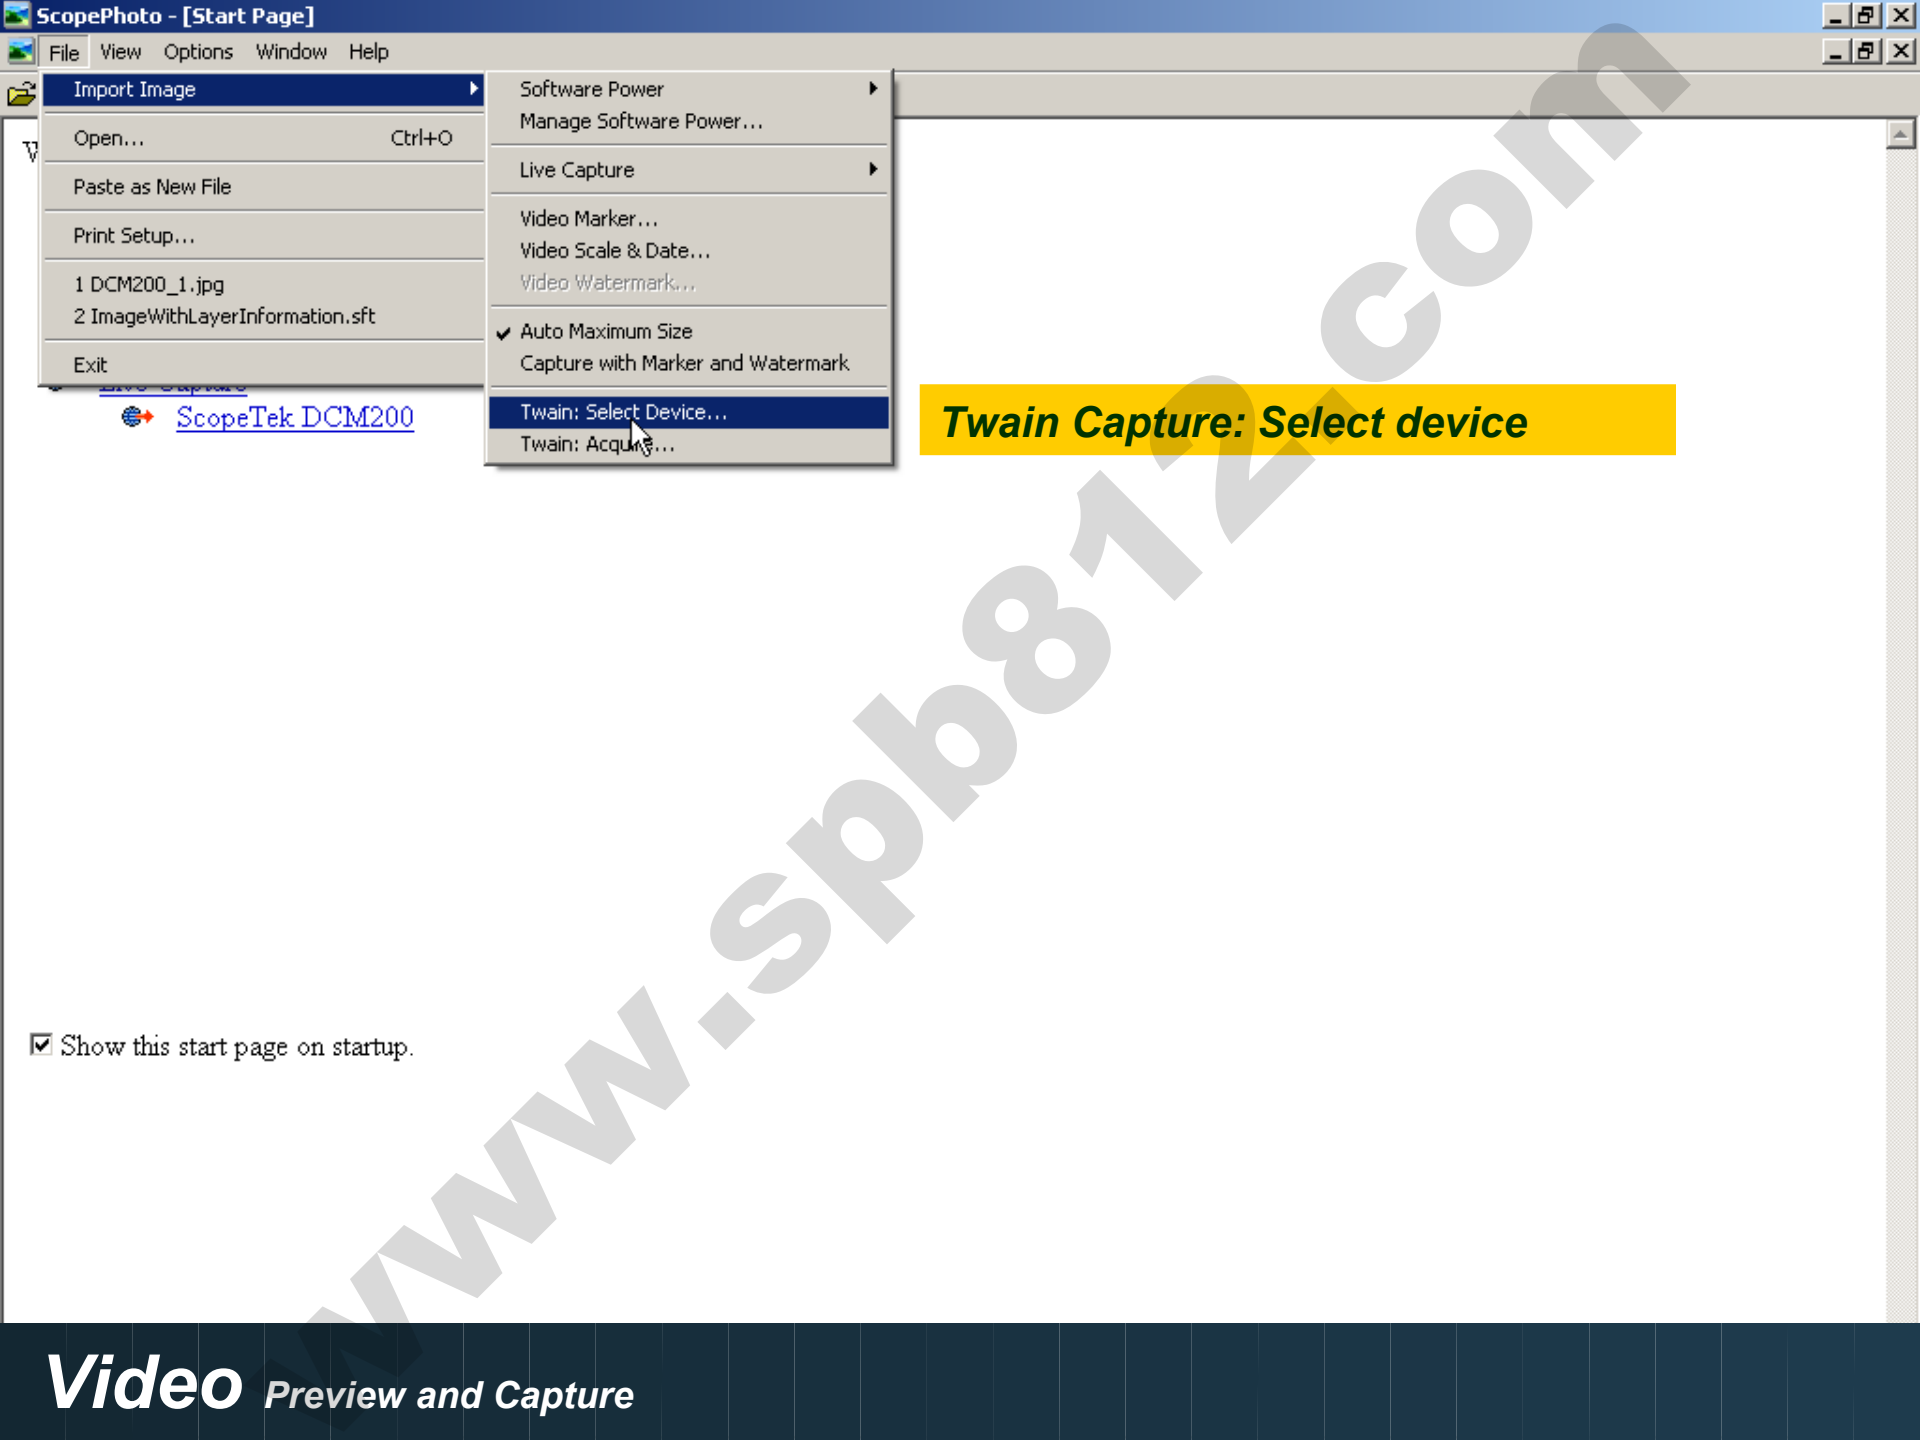 ScopePhoto - [Start Page]
File View Options Window Help
Import Image
Open... Ctrl+O
Paste as New File
Print Setup...
1 DCM200_1.jpg
2 ImageWithLayerInformation.sft
Exit
Software Power
Manage Software Power...
Live Capture
Video Marker...
Video Scale & Date...
Video Watermark...
Auto Maximum Size
Capture with Marker and Watermark
Twain: Select Device...
Twain: Acquire...
Live Capture
ScopeTek DCM200
Twain Capture: Select device
Show this start page on startup.
www.spb812.com
Video Preview and Capture